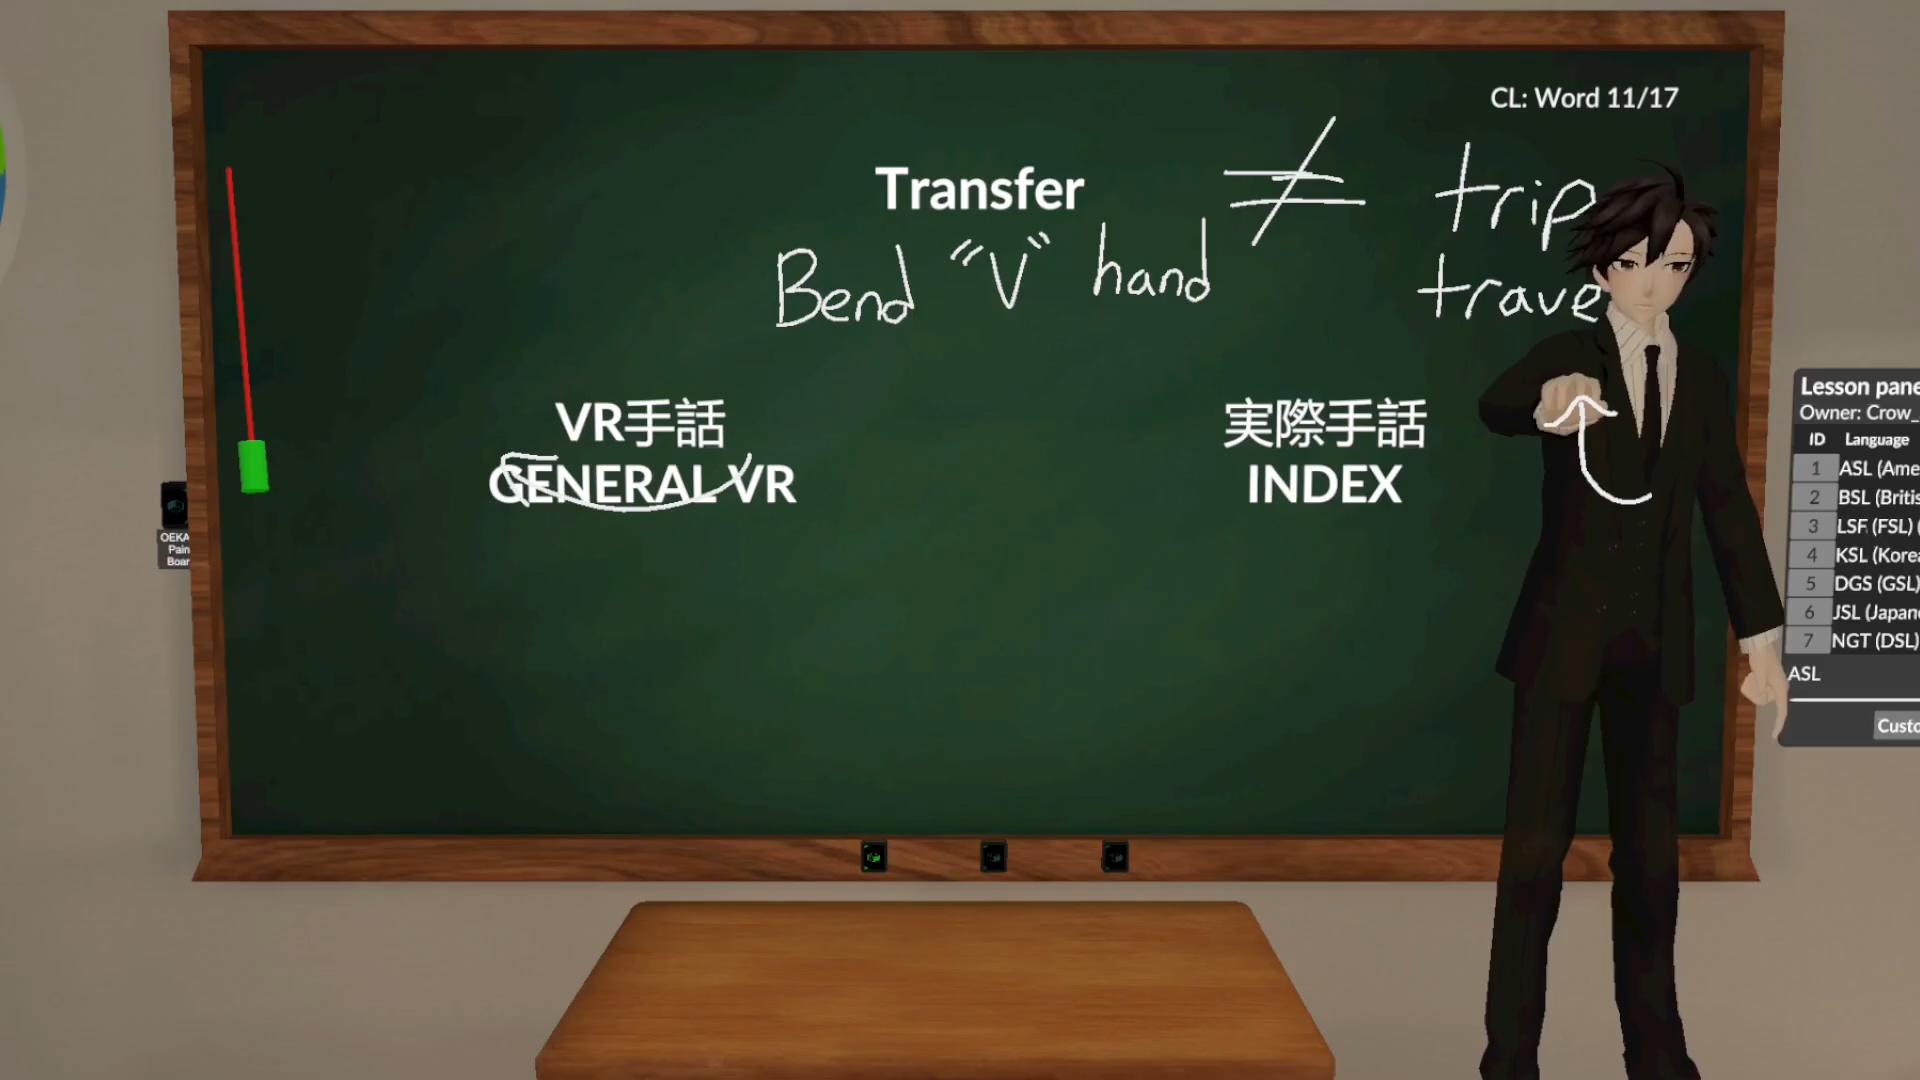 CL: Word 11/17
Transfer ≠ trip
Bend "V" hand trave
VR手話
GENERAL VR
実際手話
INDEX
OEKA
Pain
Boar
Lesson pane
Owner: Crow_
ID Language
1 ASL (Ame
2 BSL (Britis
3 LSF (FSL) (
4 KSL (Korea
5 DGS (GSL)
6 JSL (Japan
7 NGT (DSL)
ASL
Custo